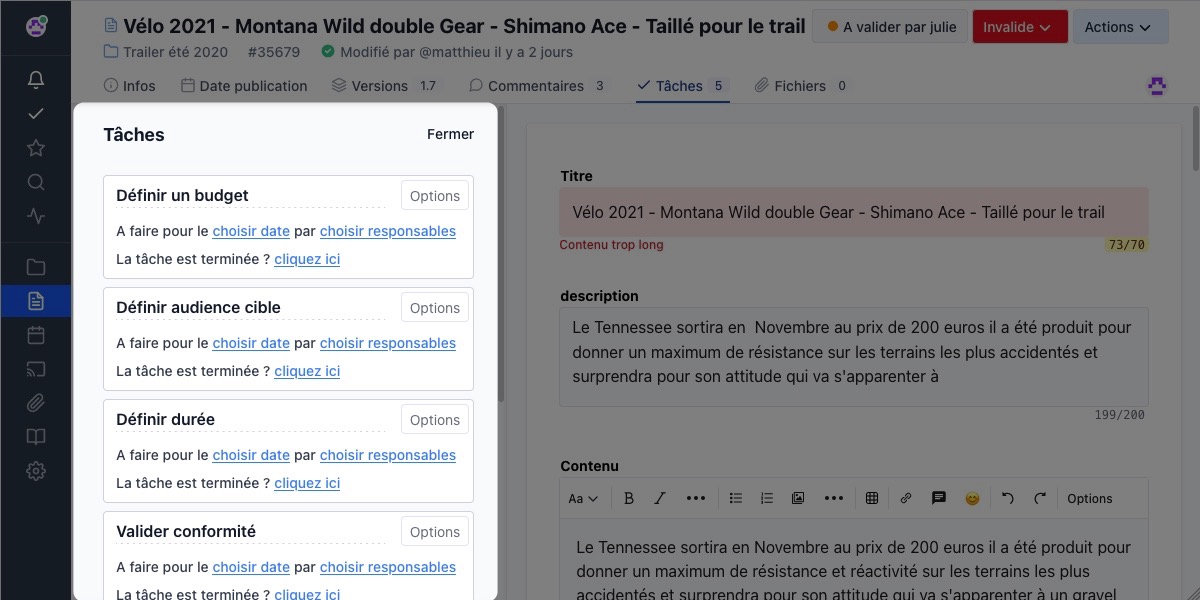 Vélo 2021 - Montana Wild double Gear - Shimano Ace - Taillé pour le trail
A valider par julie
Invalide
Actions
Trailer été 2020 #35679 Modifié par @matthieu il y a 2 jours
Infos
Date publication
Versions 1.7
Commentaires 3
Tâches 5
Fichiers 0
Tâches
Fermer
Définir un budget
Options
A faire pour le choisir date par choisir responsables
La tâche est terminée ? cliquez ici
Définir audience cible
Options
A faire pour le choisir date par choisir responsables
La tâche est terminée ? cliquez ici
Définir durée
Options
A faire pour le choisir date par choisir responsables
La tâche est terminée ? cliquez ici
Valider conformité
Options
A faire pour le choisir date par choisir responsables
La tâche est terminée ? cliquez ici
Titre
Vélo 2021 - Montana Wild double Gear - Shimano Ace - Taillé pour le trail
Contenu trop long
73/70
description
Le Tennessee sortira en  Novembre au prix de 200 euros il a été produit pour
donner un maximum de résistance sur les terrains les plus accidentés et
surprendra pour son attitude qui va s'apparenter à
199/200
Contenu
Aa
B
I
Options
Le Tennessee sortira en Novembre au prix de 200 euros il a été produit pour
donner un maximum de résistance et réactivité sur les terrains les plus
accidentés et surprendra pour son attitude qui va s'apparenter à un gravel